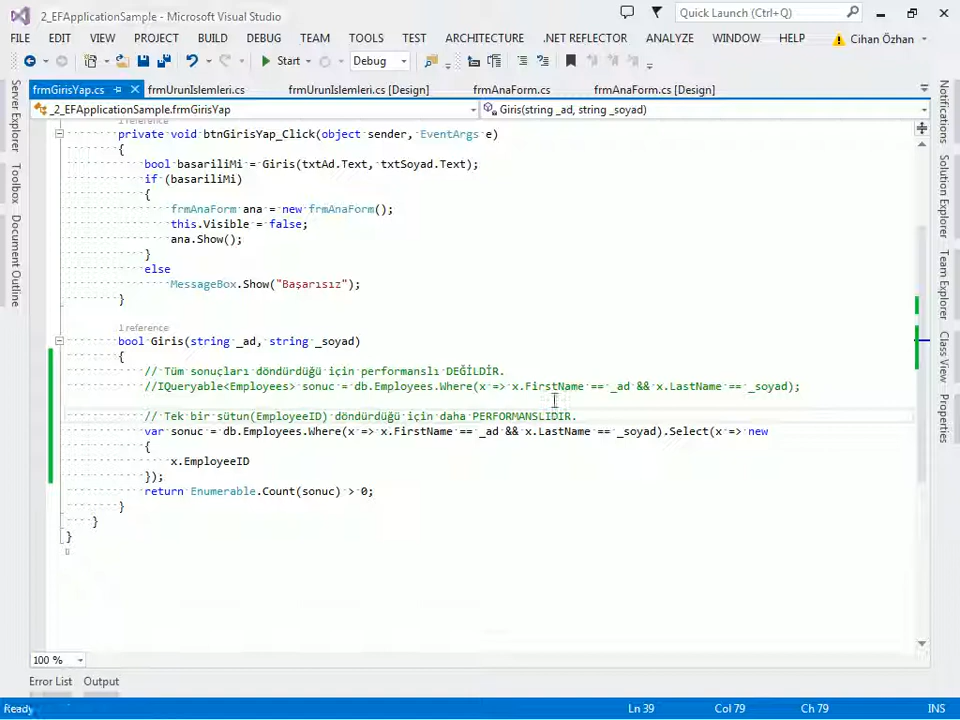 2_EFApplicationSample - Microsoft Visual Studio
Quick Launch (Ctrl+Q)
FILE EDIT VIEW PROJECT BUILD DEBUG TEAM TOOLS TEST ARCHITECTURE .NET REFLECTOR ANALYZE WINDOW HELP Cihan Özhan
Start Debug
frmGirisYap.cs frmUrunIslemleri.cs frmUrunIslemleri.cs [Design] frmAnaForm.cs frmAnaForm.cs [Design]
_2_EFApplicationSample.frmGirisYap Giris(string _ad, string _soyad)
1 reference
private void btnGirisYap_Click(object sender, EventArgs e)
{
bool basariliMi = Giris(txtAd.Text, txtSoyad.Text);
if (basariliMi)
{
frmAnaForm ana = new frmAnaForm();
this.Visible = false;
ana.Show();
}
else
MessageBox.Show("Başarısız");
}
1 reference
bool Giris(string _ad, string _soyad)
{
// Tüm sonuçları döndürdüğü için performanslı DEĞİLDİR.
//IQueryable<Employees> sonuc = db.Employees.Where(x => x.FirstName == _ad && x.LastName == _soyad);
// Tek bir sütun(EmployeeID) döndürdüğü için daha PERFORMANSLIDIR.
var sonuc = db.Employees.Where(x => x.FirstName == _ad && x.LastName == _soyad).Select(x => new
{
x.EmployeeID
});
return Enumerable.Count(sonuc) > 0;
}
}
}
100 %
Error List Output
Ready Ln 39 Col 79 Ch 79 INS
Server Explorer
Toolbox
Document Outline
Notifications
Solution Explorer
Team Explorer
Class View
Properties